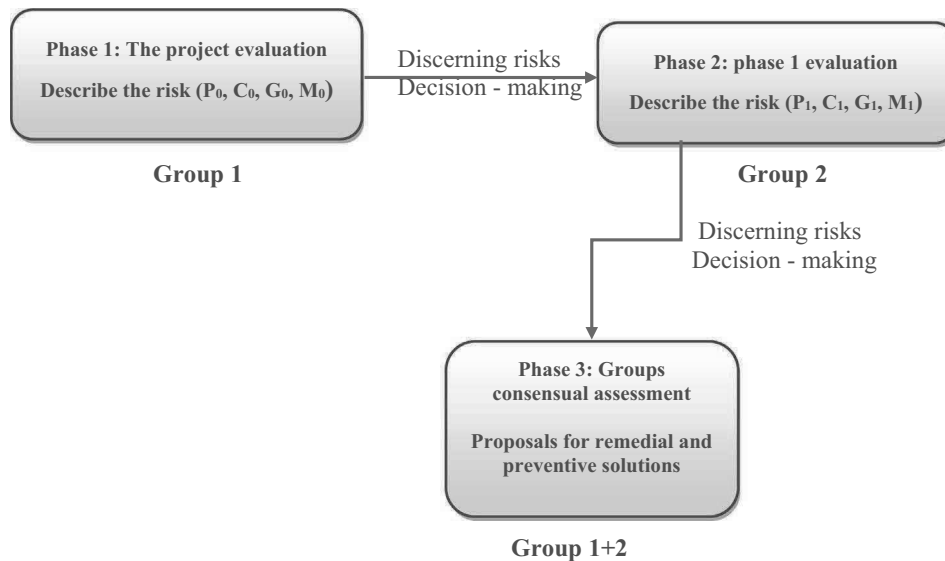 Phase 1: The project evaluation
Describe the risk (P₀, C₀, G₀, M₀)
Group 1
Discerning risks
Decision - making
Phase 2: phase 1 evaluation
Describe the risk (P₁, C₁, G₁, M₁)
Group 2
Discerning risks
Decision - making
Phase 3: Groups
consensual assessment
Proposals for remedial and
preventive solutions
Group 1+2